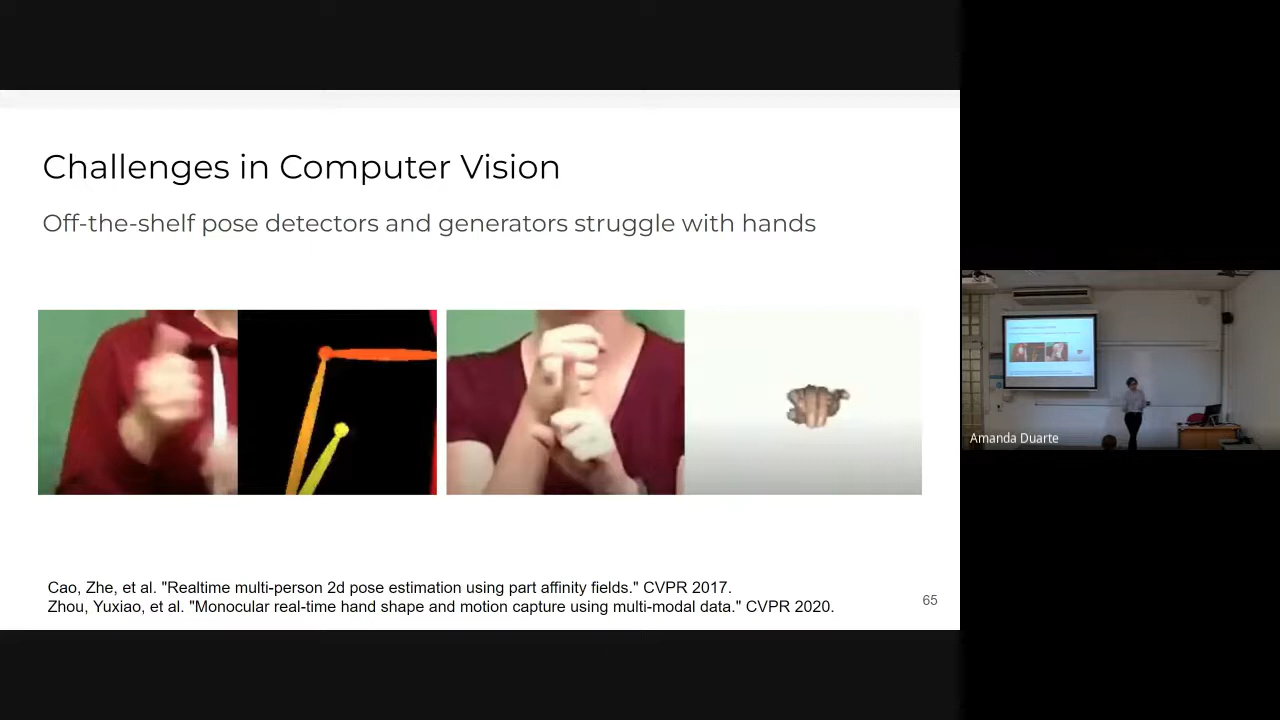 Challenges in Computer Vision
Off-the-shelf pose detectors and generators struggle with hands
Cao, Zhe, et al. "Realtime multi-person 2d pose estimation using part affinity fields." CVPR 2017.
Zhou, Yuxiao, et al. "Monocular real-time hand shape and motion capture using multi-modal data." CVPR 2020.
65
Amanda Duarte